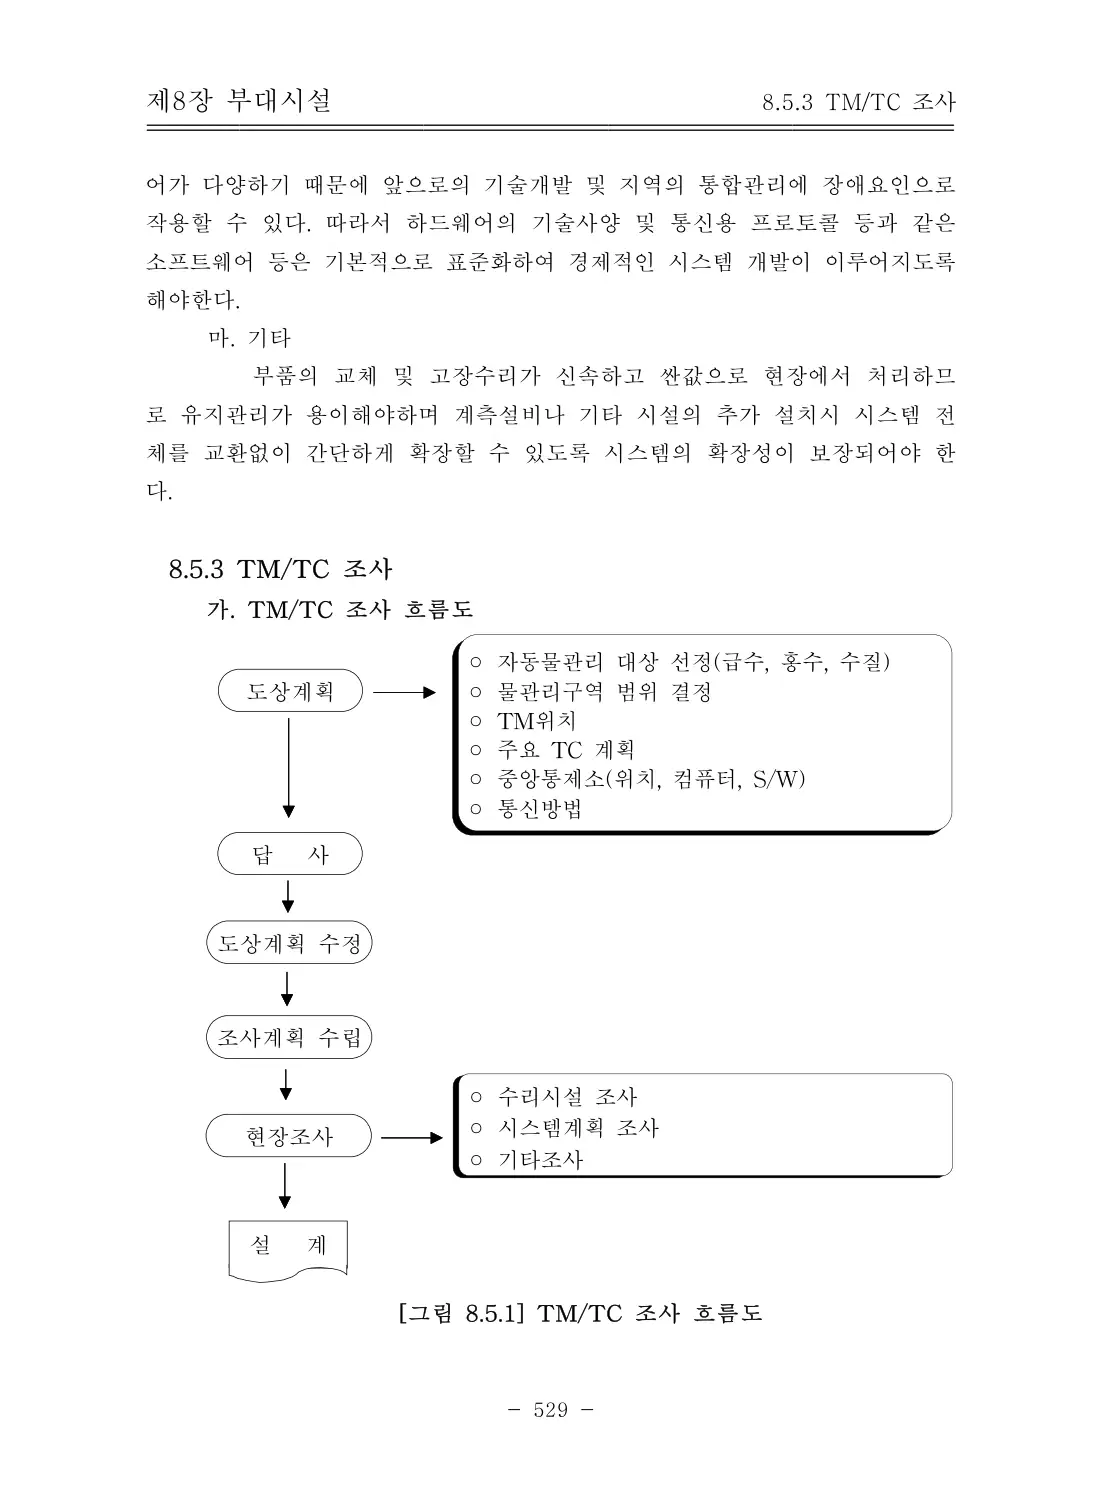 제8장 부대시설
8.5.3 TM/TC 조사
어가 다양하기 때문에 앞으로의 기술개발 및 지역의 통합관리에 장애요인으로
작용할 수 있다. 따라서 하드웨어의 기술사양 및 통신용 프로토콜 등과 같은
소프트웨어 등은 기본적으로 표준화하여 경제적인 시스템 개발이 이루어지도록
해야한다.
마. 기타
부품의 교체 및 고장수리가 신속하고 싼값으로 현장에서 처리하므
로 유지관리가 용이해야하며 계측설비나 기타 시설의 추가 설치시 시스템 전
체를 교환없이 간단하게 확장할 수 있도록 시스템의 확장성이 보장되어야 한
다.
8.5.3 TM/TC 조사
가. TM/TC 조사 흐름도
도상계획
○ 자동물관리 대상 선정(급수, 홍수, 수질)
○ 물관리구역 범위 결정
○ TM위치
○ 주요 TC 계획
○ 중앙통제소(위치, 컴퓨터, S/W)
○ 통신방법
답 사
도상계획 수정
조사계획 수립
현장조사
○ 수리시설 조사
○ 시스템계획 조사
○ 기타조사
설 계
[그림 8.5.1] TM/TC 조사 흐름도
- 529 -